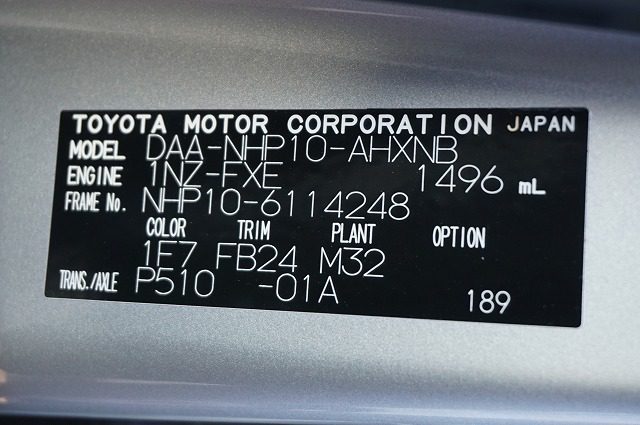 TOYOTA MOTOR CORPORATION JAPAN
MODEL DAA-NHP10-AHXNB
ENGINE 1NZ-FXE 1496 mL
FRAME No. NHP10-6114248
COLOR TRIM PLANT OPTION
1F7 FB24 M32
TRANS./AXLE P510 -01A 189